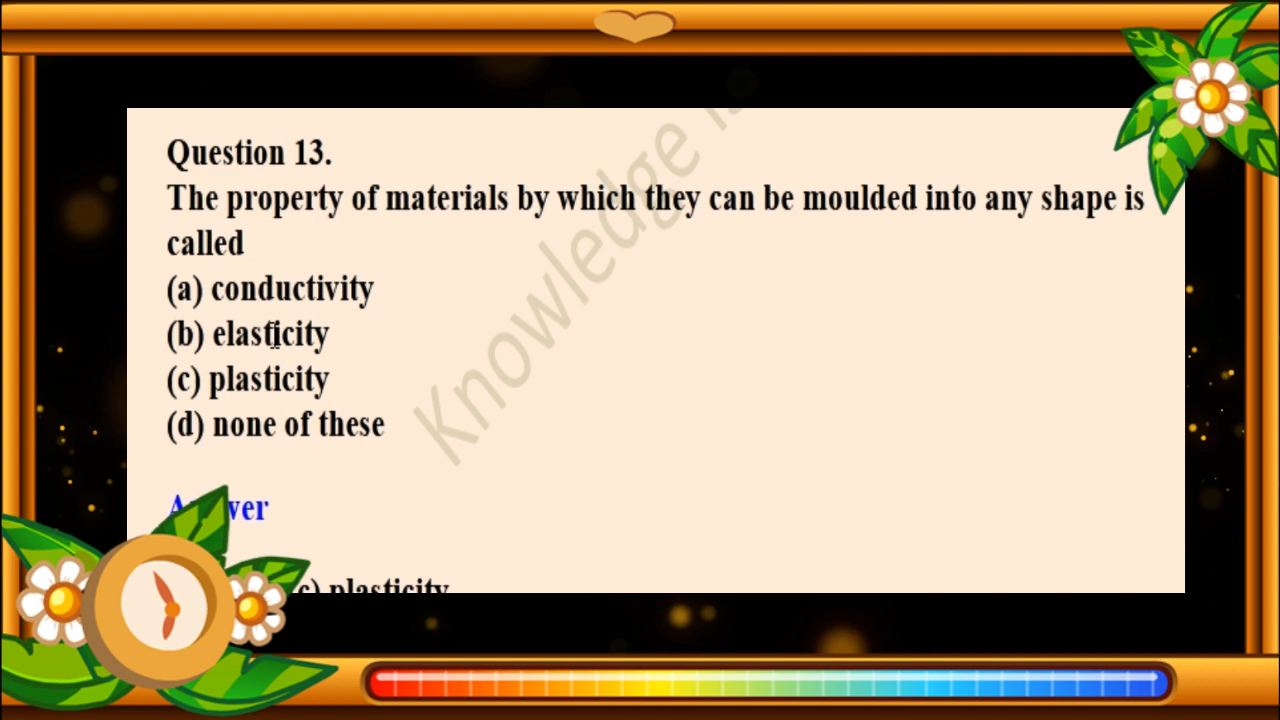 Question 13.
The property of materials by which they can be moulded into any shape is
called
(a) conductivity
(b) elasticity
(c) plasticity
(d) none of these
Knowledge
c) plasticity